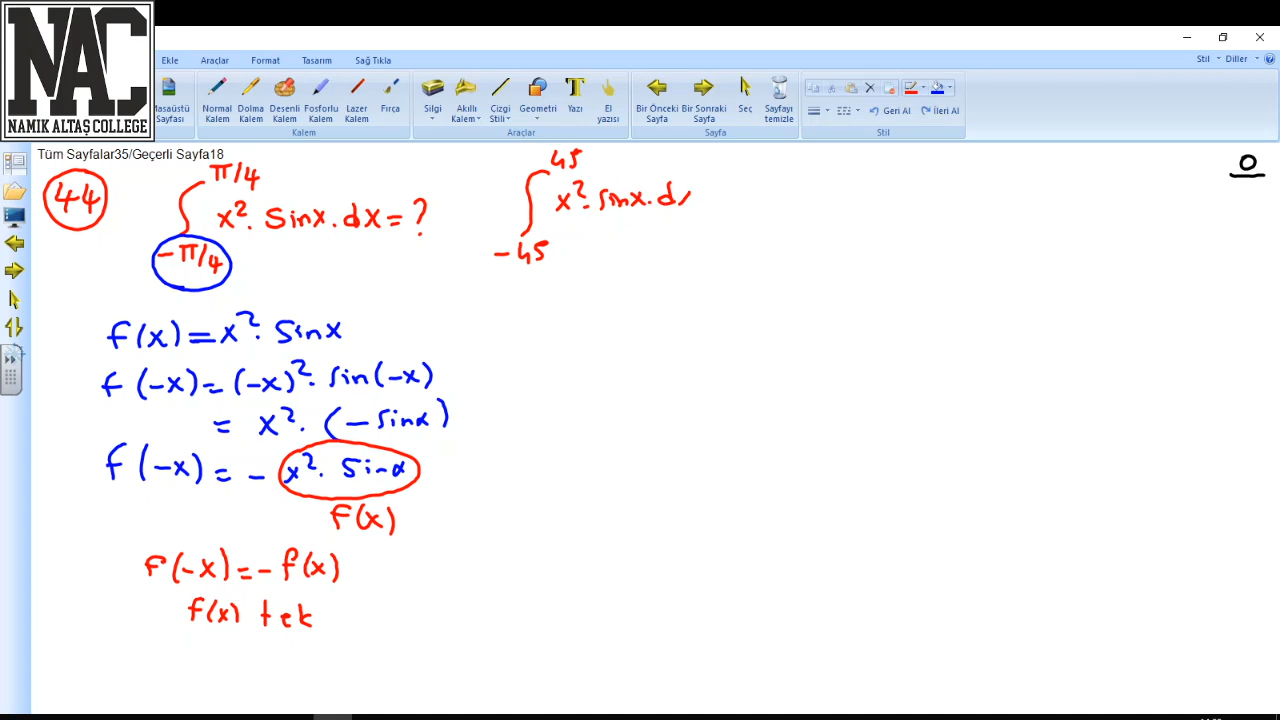 NAC
NAMIK ALTAŞ COLLEGE
Ekle Araçlar Format Tasarım Sağ Tıkla
Stil Diller
Masaüstü Sayfası
Normal Kalem
Dolma Kalem
Desenli Kalem
Fosforlu Kalem
Lazer Kalem
Fırça
Silgi
Akıllı Kalem
Çizgi Stili
Geometri
Yazı
El yazısı
Bir Önceki Sayfa
Bir Sonraki Sayfa
Seç
Sayfayı temizle
Geri Al
İleri Al
Kalem Araçlar Sayfa Stil
Tüm Sayfalar35/Geçerli Sayfa18
0
44
∫_{-π/4}^{π/4} x². Sinx. dx = ?
∫_{-45}^{45} x². sinx. dx
f(x) = x². Sinx
f(-x) = (-x)². sin(-x)
= x². (-sinx)
f(-x) = - x². Sinx
f(x)
f(-x) = - f(x)
f(x) tek